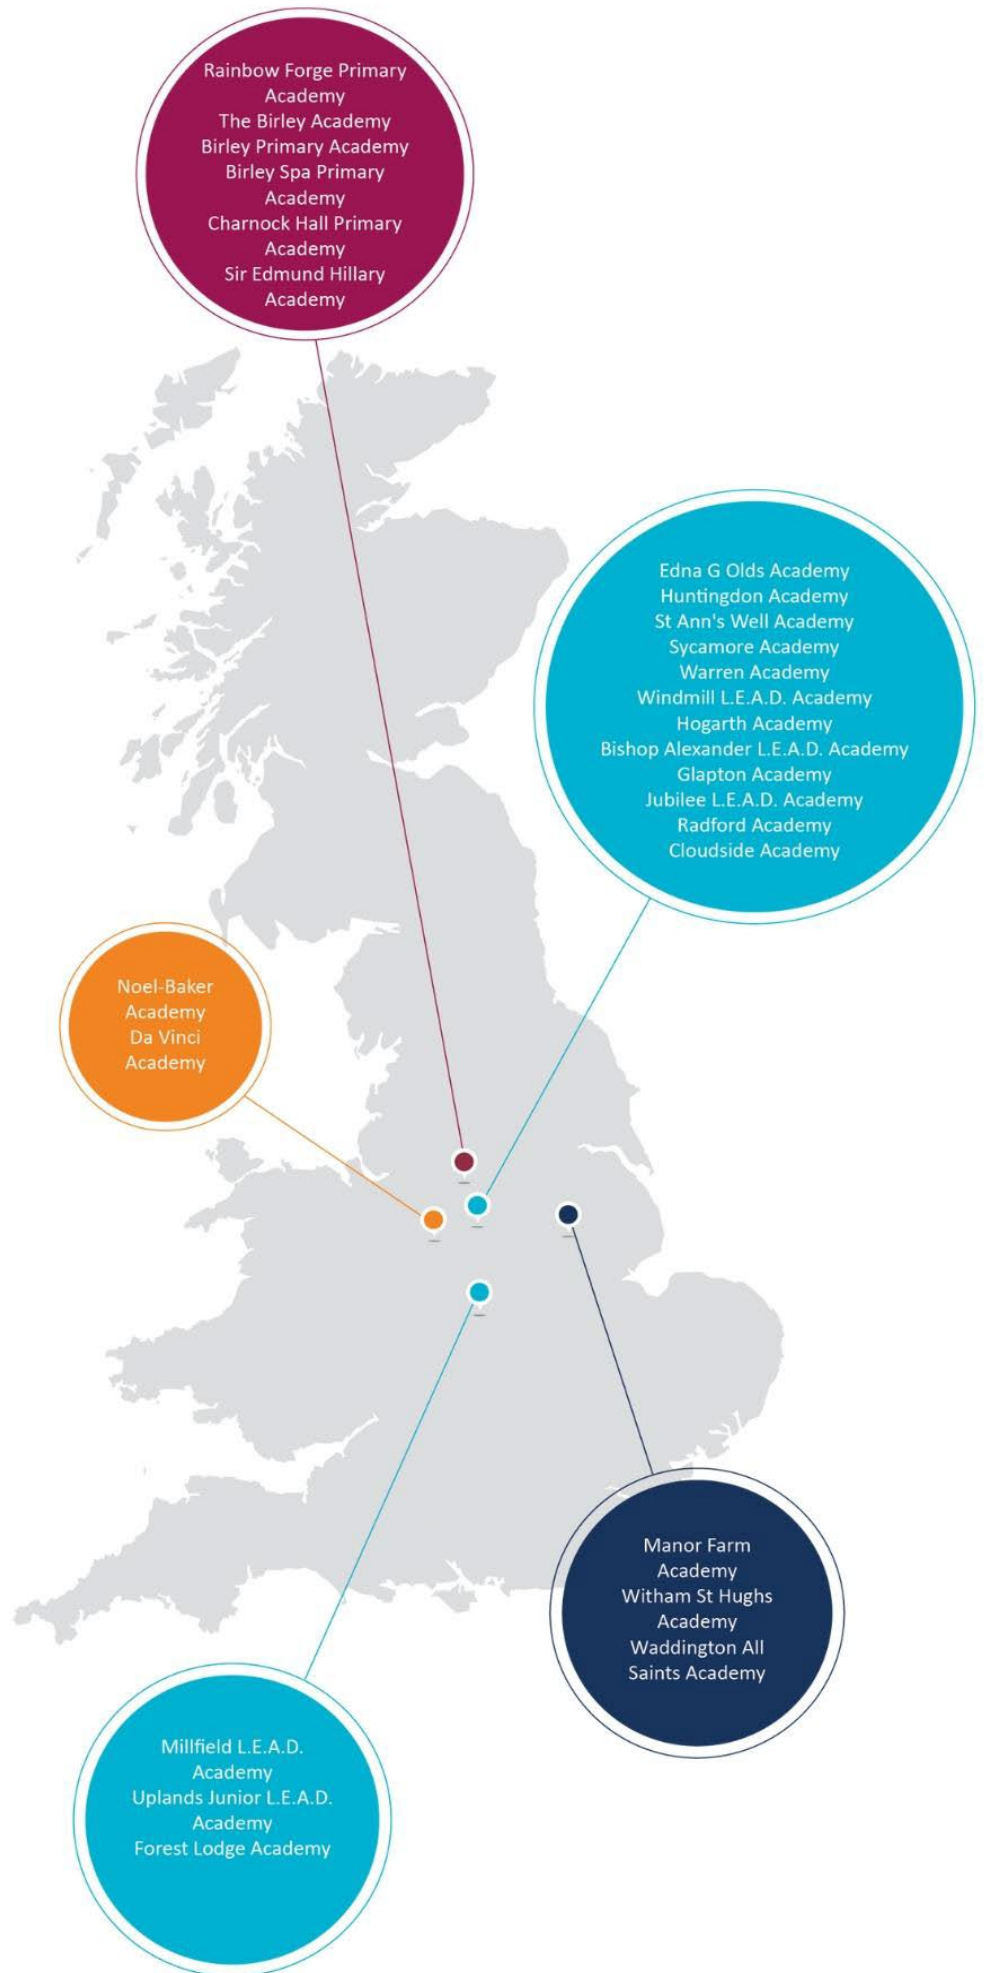 Rainbow Forge Primary
Academy
The Birley Academy
Birley Primary Academy
Birley Spa Primary
Academy
Charnock Hall Primary
Academy
Sir Edmund Hillary
Academy
Edna G Olds Academy
Huntingdon Academy
St Ann's Well Academy
Sycamore Academy
Warren Academy
Windmill L.E.A.D. Academy
Hogarth Academy
Bishop Alexander L.E.A.D. Academy
Glapton Academy
Jubilee L.E.A.D. Academy
Radford Academy
Cloudside Academy
Noel-Baker
Academy
Da Vinci
Academy
Manor Farm
Academy
Witham St Hughs
Academy
Waddington All
Saints Academy
Millfield L.E.A.D.
Academy
Uplands Junior L.E.A.D.
Academy
Forest Lodge Academy